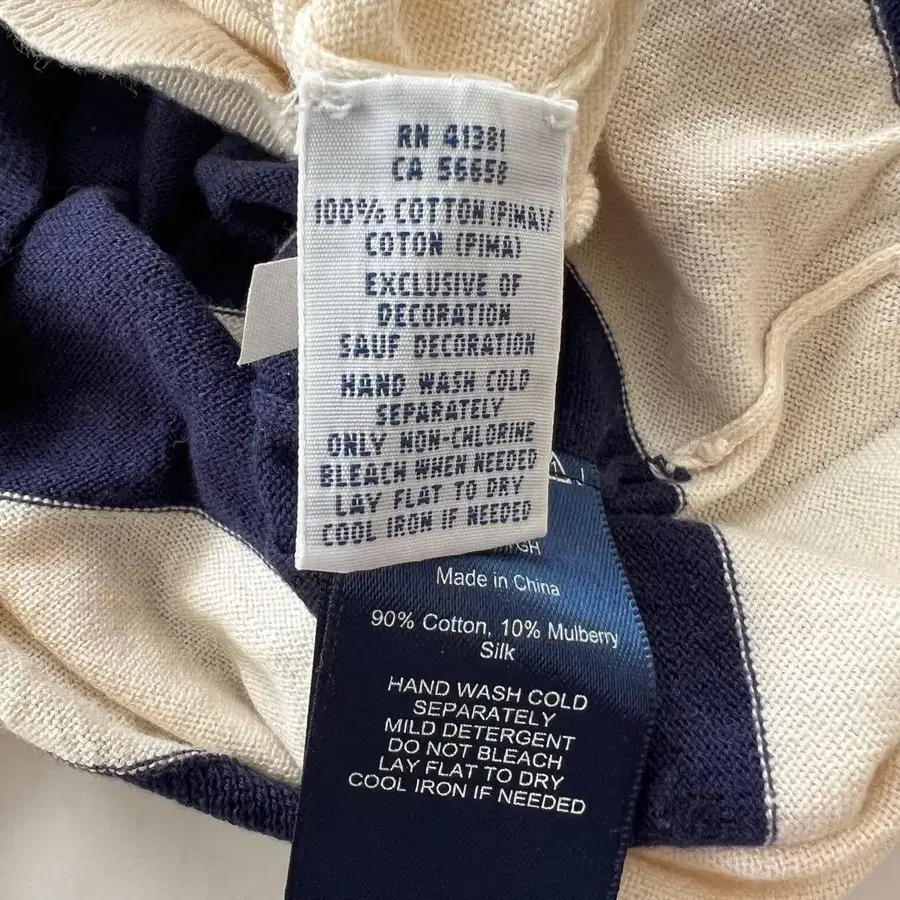 RN 41381
CA 56658
100% COTTON (PIMA)/
COTON (PIMA)
EXCLUSIVE OF
DECORATION
SAUF DECORATION
HAND WASH COLD
SEPARATELY
ONLY NON-CHLORINE
BLEACH WHEN NEEDED
LAY FLAT TO DRY
COOL IRON IF NEEDED
Made in China
90% Cotton, 10% Mulberry
Silk
HAND WASH COLD
SEPARATELY
MILD DETERGENT
DO NOT BLEACH
LAY FLAT TO DRY
COOL IRON IF NEEDED